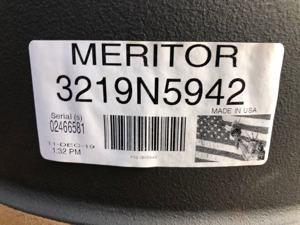 MERITOR
3219N5942
Serial (s)
02466581
MADE IN USA
11-DEC-19
1:32 PM